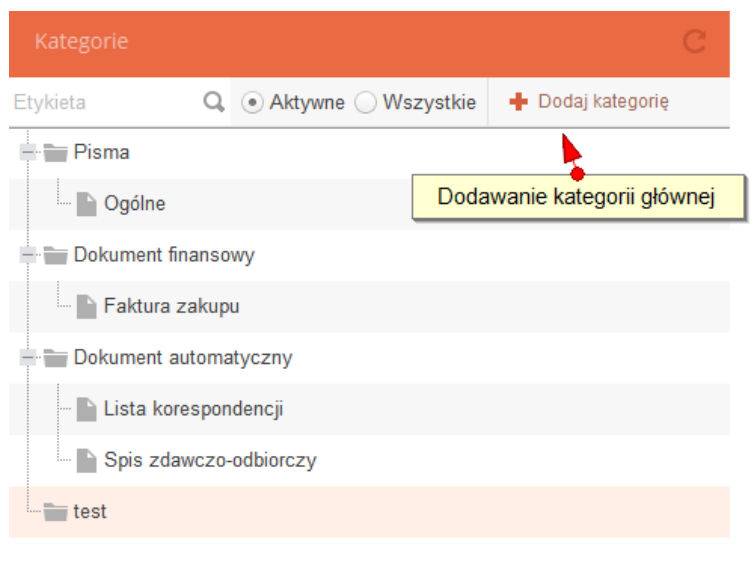 Kategorie
Etykieta Aktywne Wszystkie Dodaj kategorię
Pisma
Dodawanie kategorii głównej
Ogólne
Dokument finansowy
Faktura zakupu
Dokument automatyczny
Lista korespondencji
Spis zdawczo-odbiorczy
test